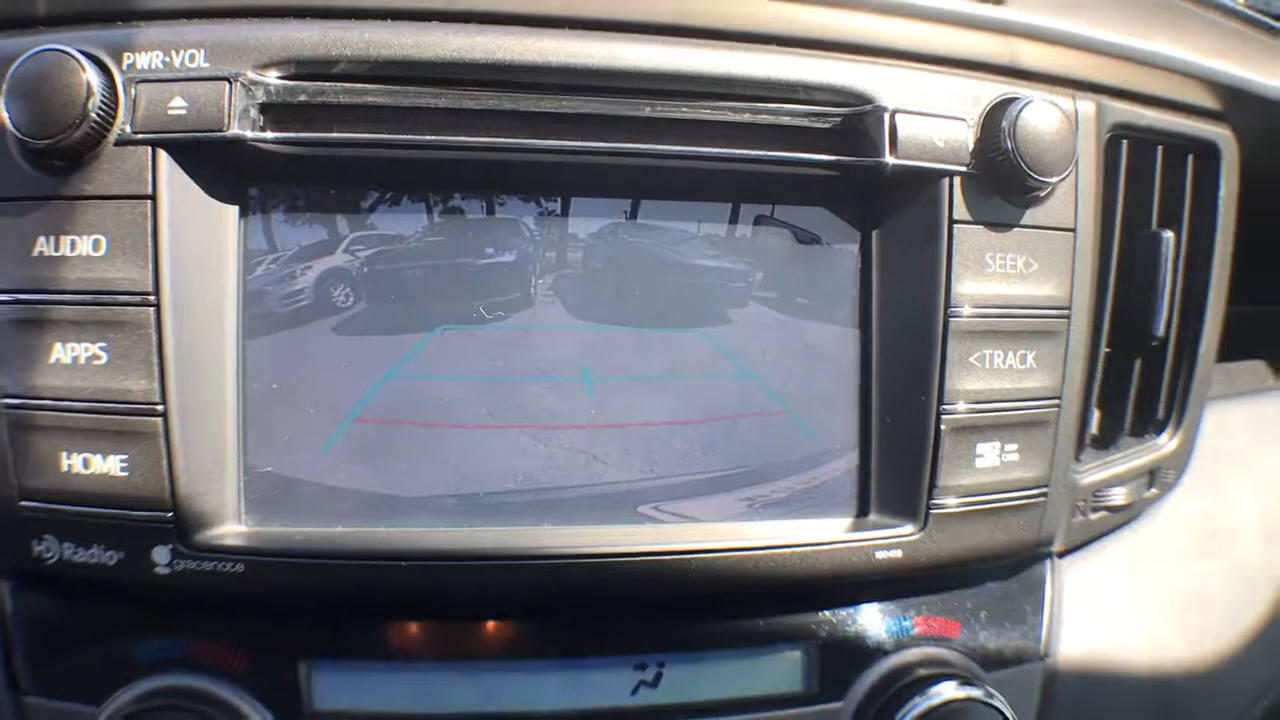 PWR·VOL
AUDIO
APPS
HOME
SEEK>
<TRACK
HD Radio
gracenote